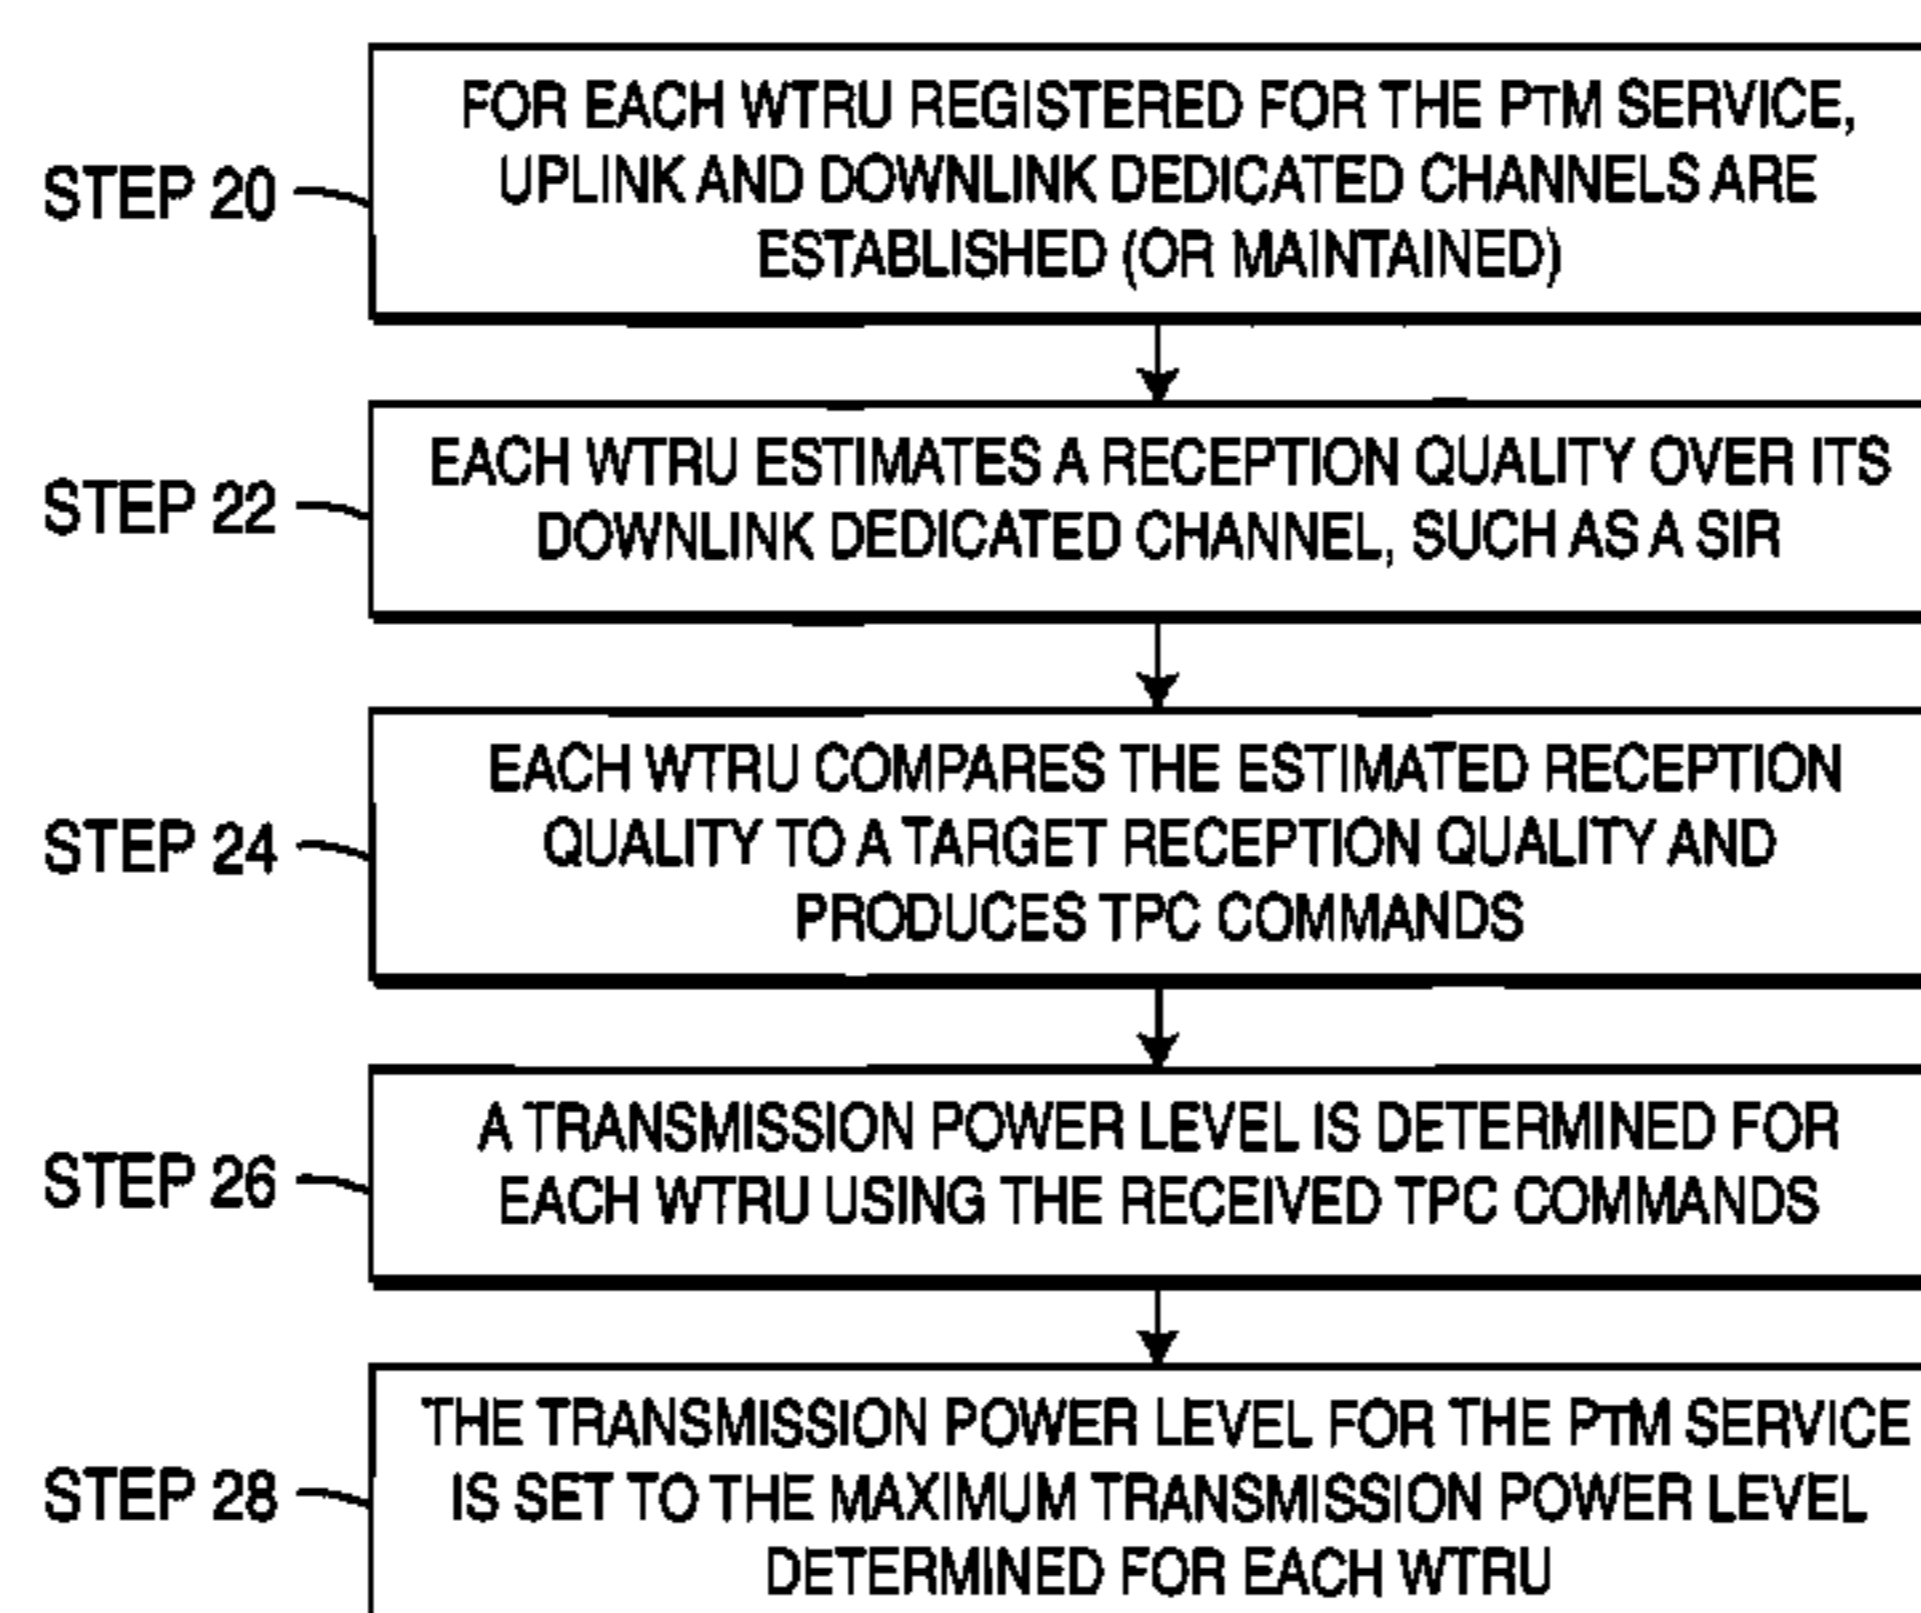 FOR EACH WTRU REGISTERED FOR THE PTM SERVICE,
UPLINK AND DOWNLINK DEDICATED CHANNELS ARE
ESTABLISHED (OR MAINTAINED)
STEP 20
EACH WTRU ESTIMATES A RECEPTION QUALITY OVER ITS
DOWNLINK DEDICATED CHANNEL, SUCH AS A SIR
STEP 22
EACH WTRU COMPARES THE ESTIMATED RECEPTION
QUALITY TO A TARGET RECEPTION QUALITY AND
PRODUCES TPC COMMANDS
STEP 24
A TRANSMISSION POWER LEVEL IS DETERMINED FOR
EACH WTRU USING THE RECEIVED TPC COMMANDS
STEP 26
THE TRANSMISSION POWER LEVEL FOR THE PTM SERVICE
IS SET TO THE MAXIMUM TRANSMISSION POWER LEVEL
DETERMINED FOR EACH WTRU
STEP 28